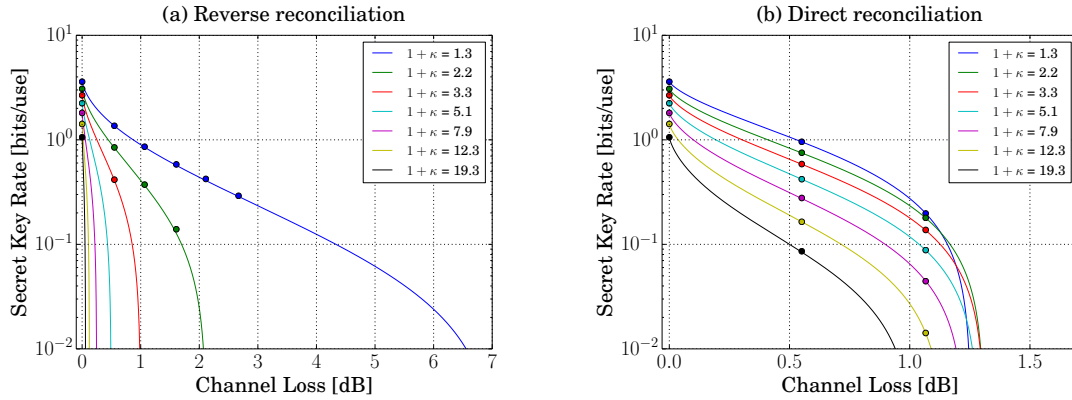 (a) Reverse reconciliation
Secret Key Rate [bits/use]
10^1
10^0
10^-1
10^-2
0 1 2 3 4 5 6 7
Channel Loss [dB]
1 + κ = 1.3
1 + κ = 2.2
1 + κ = 3.3
1 + κ = 5.1
1 + κ = 7.9
1 + κ = 12.3
1 + κ = 19.3
(b) Direct reconciliation
Secret Key Rate [bits/use]
10^1
10^0
10^-1
10^-2
0.0 0.5 1.0 1.5
Channel Loss [dB]
1 + κ = 1.3
1 + κ = 2.2
1 + κ = 3.3
1 + κ = 5.1
1 + κ = 7.9
1 + κ = 12.3
1 + κ = 19.3